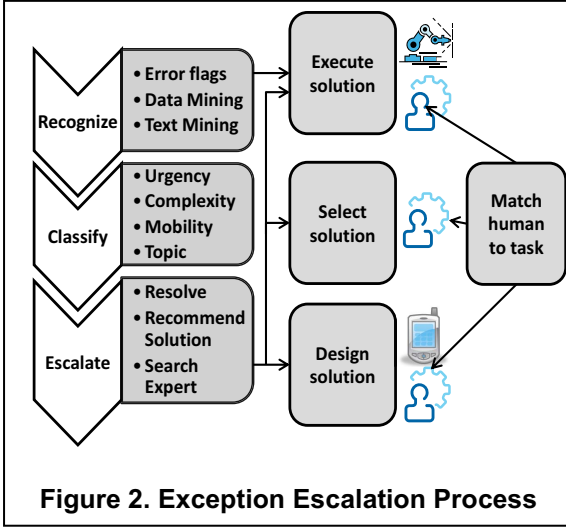 Recognize
• Error flags
• Data Mining
• Text Mining
Execute
solution
Classify
• Urgency
• Complexity
• Mobility
• Topic
Select
solution
Match
human
to task
Escalate
• Resolve
• Recommend
Solution
• Search
Expert
Design
solution
Figure 2. Exception Escalation Process